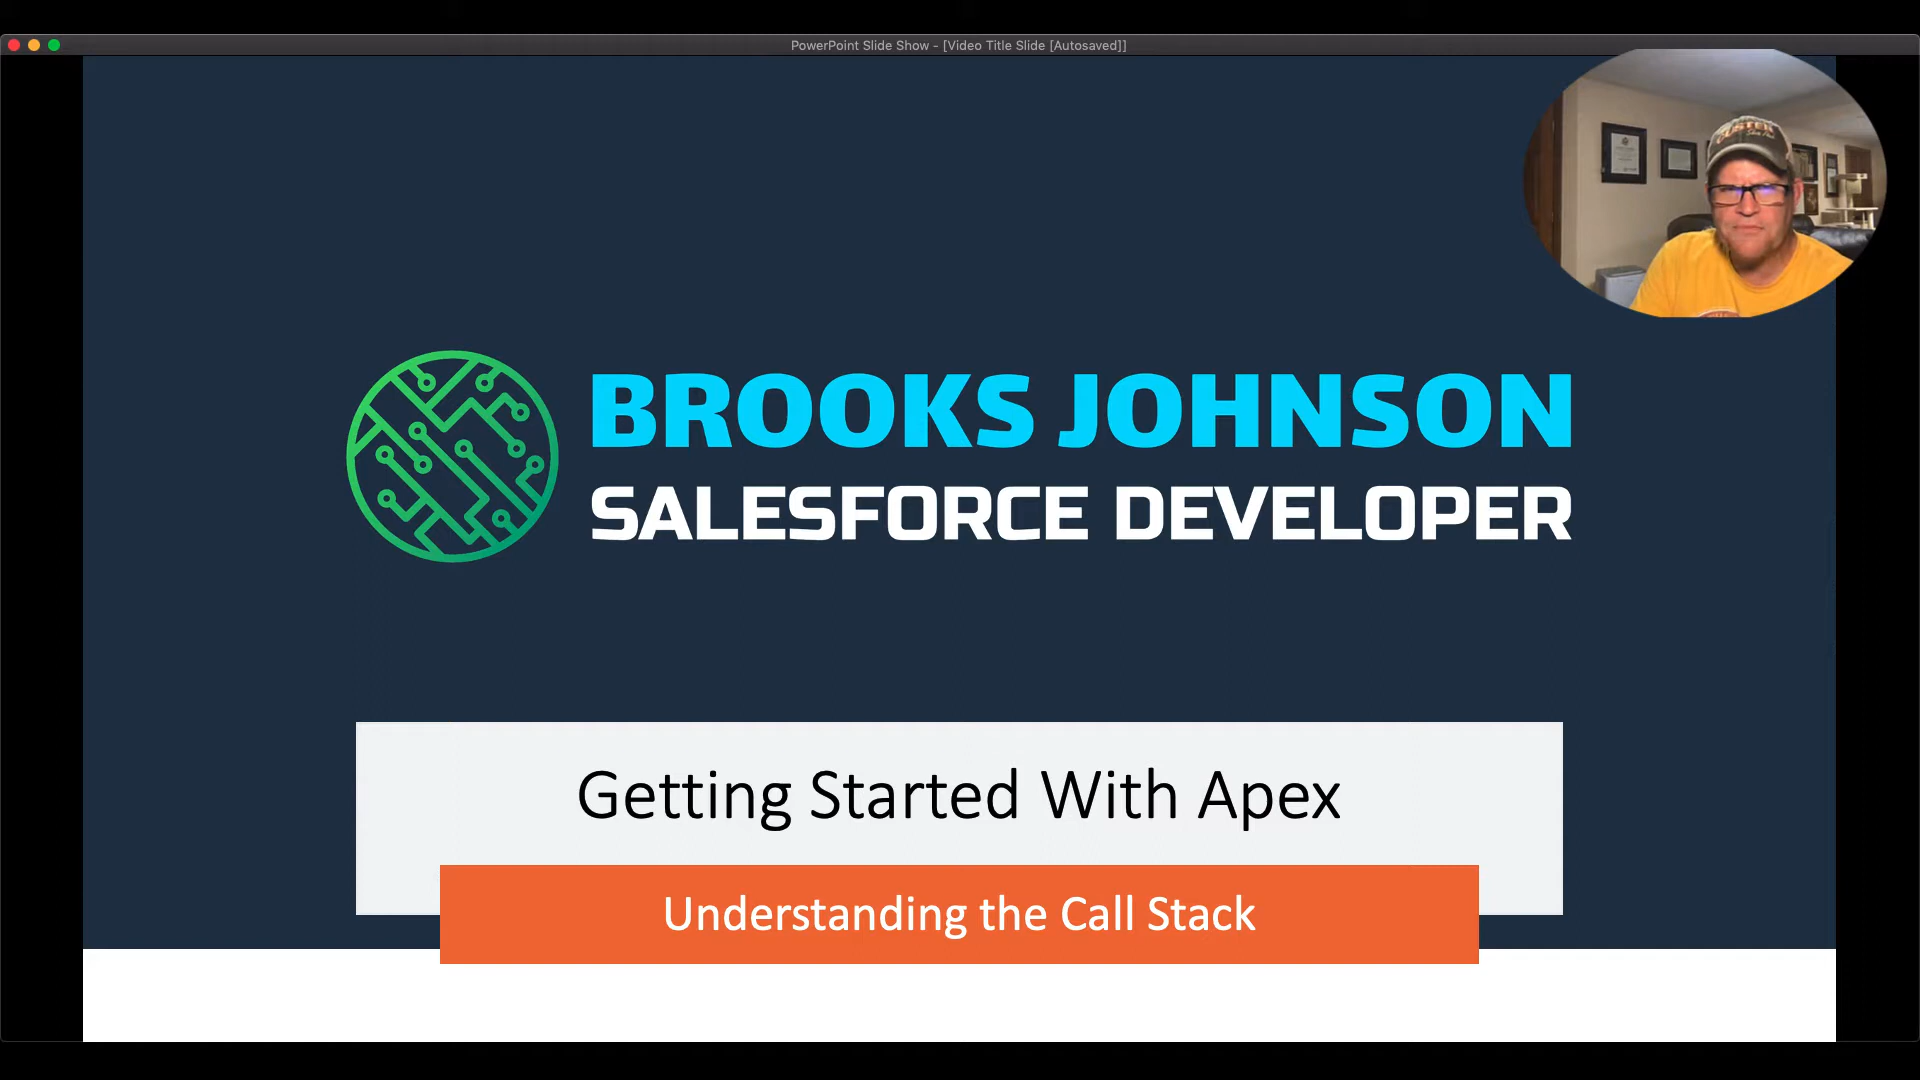 PowerPoint Slide Show - [Video Title Slide [Autosaved]]
BROOKS JOHNSON
SALESFORCE DEVELOPER
Getting Started With Apex
Understanding the Call Stack